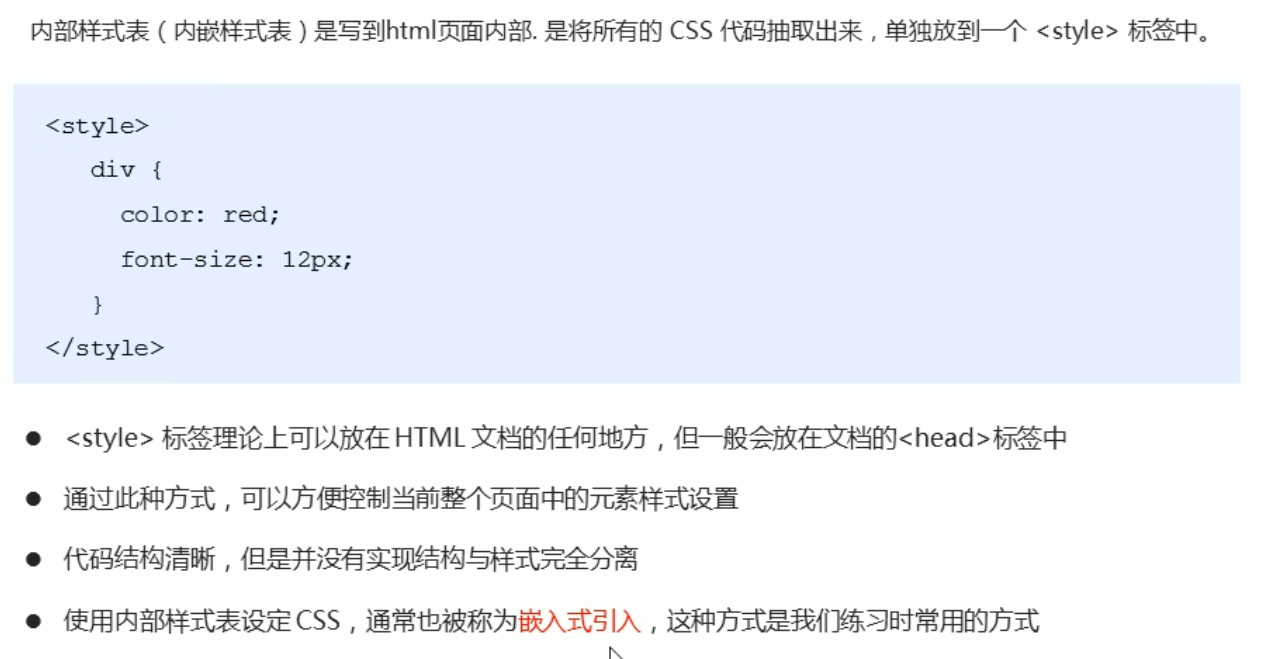 内部样式表（内嵌样式表）是写到html页面内部. 是将所有的 CSS 代码抽取出来，单独放到一个 <style> 标签中。
<style>
div {
color: red;
font-size: 12px;
}
</style>
● <style> 标签理论上可以放在 HTML 文档的任何地方，但一般会放在文档的<head>标签中
● 通过此种方式，可以方便控制当前整个页面中的元素样式设置
● 代码结构清晰，但是并没有实现结构与样式完全分离
● 使用内部样式表设定 CSS，通常也被称为嵌入式引入，这种方式是我们练习时常用的方式